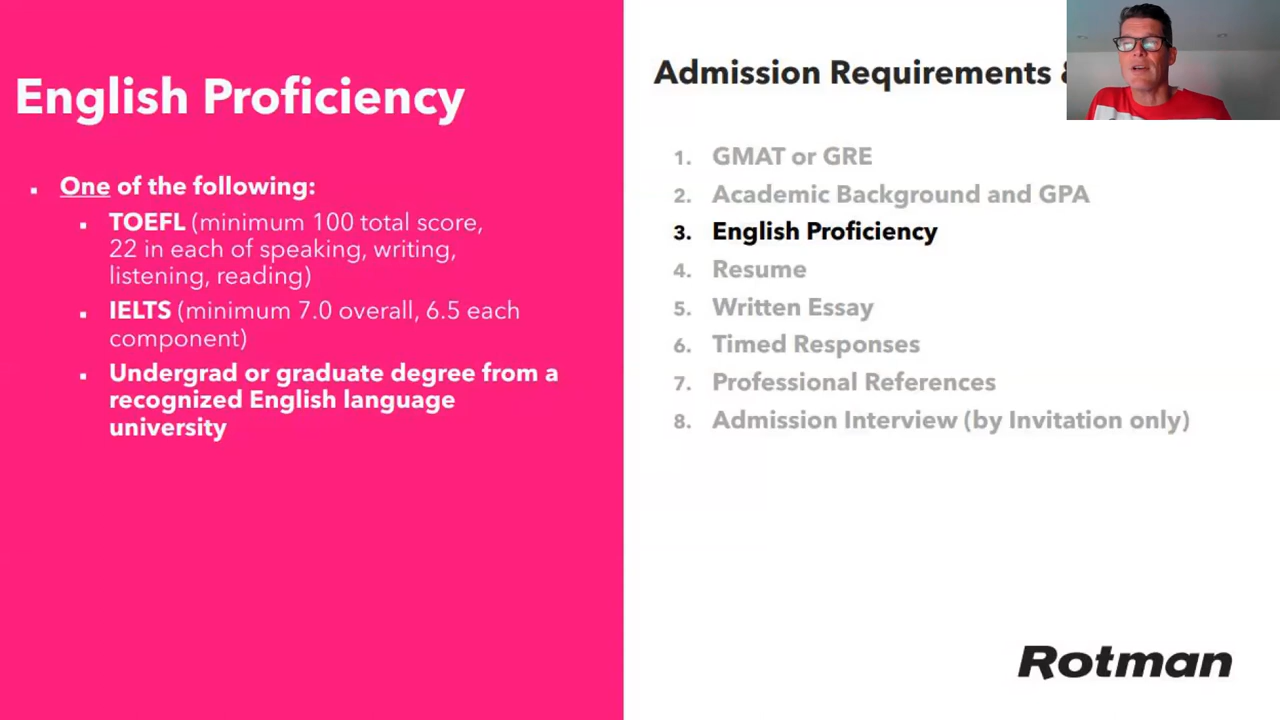 English Proficiency
One of the following:
TOEFL (minimum 100 total score,
22 in each of speaking, writing,
listening, reading)
IELTS (minimum 7.0 overall, 6.5 each
component)
Undergrad or graduate degree from a
recognized English language
university
Admission Requirements &
1. GMAT or GRE
2. Academic Background and GPA
3. English Proficiency
4. Resume
5. Written Essay
6. Timed Responses
7. Professional References
8. Admission Interview (by Invitation only)
Rotman